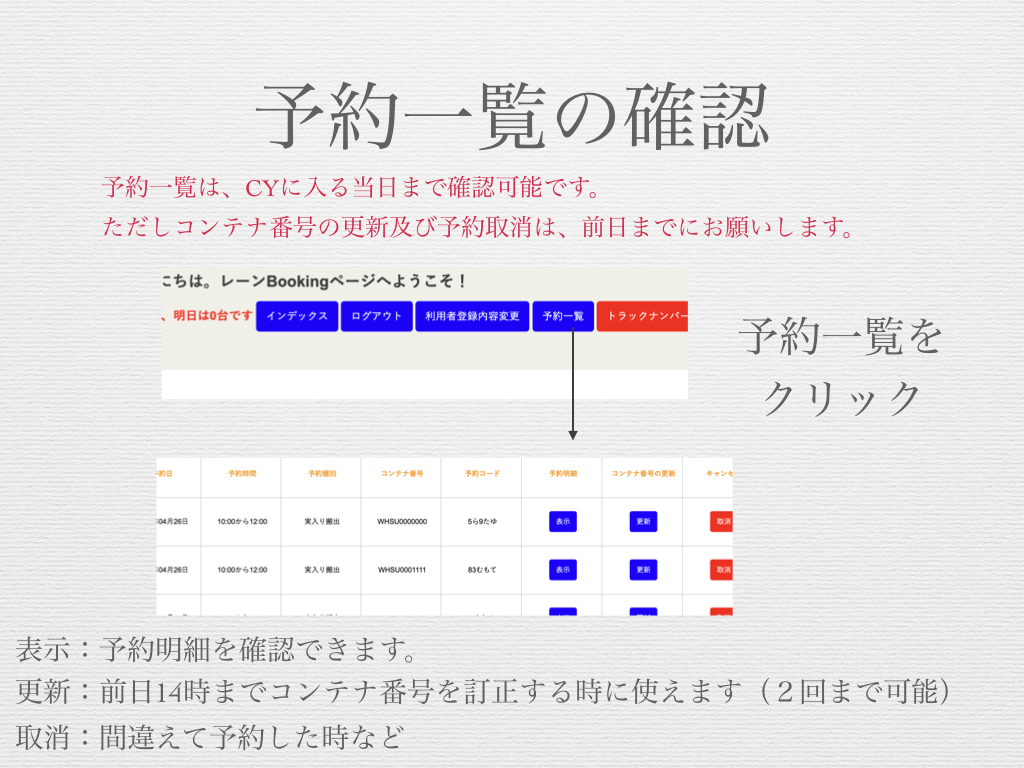 予約一覧の確認
予約一覧は、CYに入る当日まで確認可能です。
ただしコンテナ番号の更新及び予約取消は、前日までにお願いします。
にちは。レーンBookingページへようこそ！
、明日は0台です インデックス ログアウト 利用者登録内容変更 予約一覧 トラックナンバー
予約一覧を
クリック
予約日 予約時間 予約種別 コンテナ番号 予約コード 予約明細 コンテナ番号の更新 キャンセ
04月26日 10:00から12:00 実入り搬出 WHSU0000000 5ら9たゆ 表示 更新 取消
04月26日 10:00から12:00 実入り搬出 WHSU0001111 83むもて 表示 更新 取消
表示：予約明細を確認できます。
更新：前日14時までコンテナ番号を訂正する時に使えます（２回まで可能）
取消：間違えて予約した時など